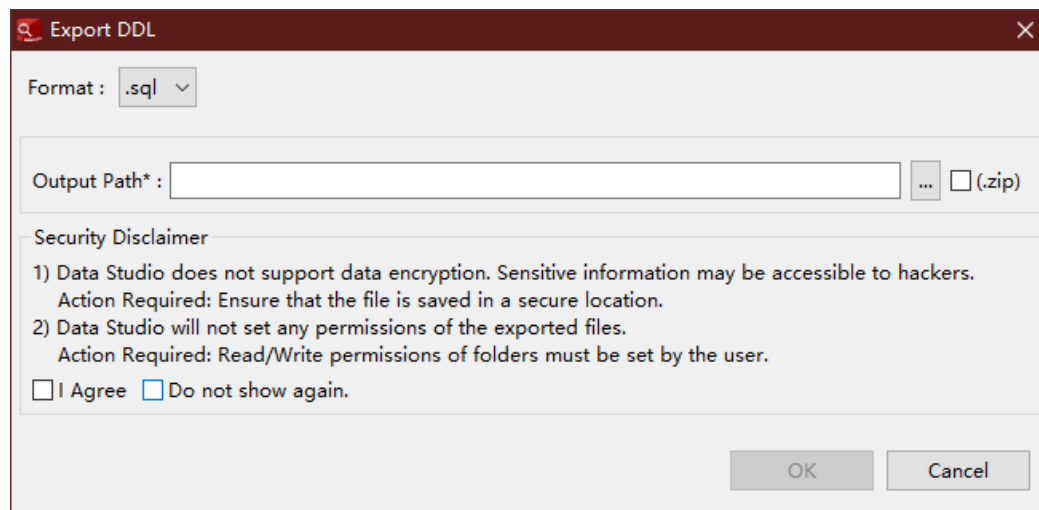 Export DDL
Format : .sql
Output Path* : ... (.zip)
Security Disclaimer
1) Data Studio does not support data encryption. Sensitive information may be accessible to hackers.
Action Required: Ensure that the file is saved in a secure location.
2) Data Studio will not set any permissions of the exported files.
Action Required: Read/Write permissions of folders must be set by the user.
I Agree Do not show again.
OK Cancel